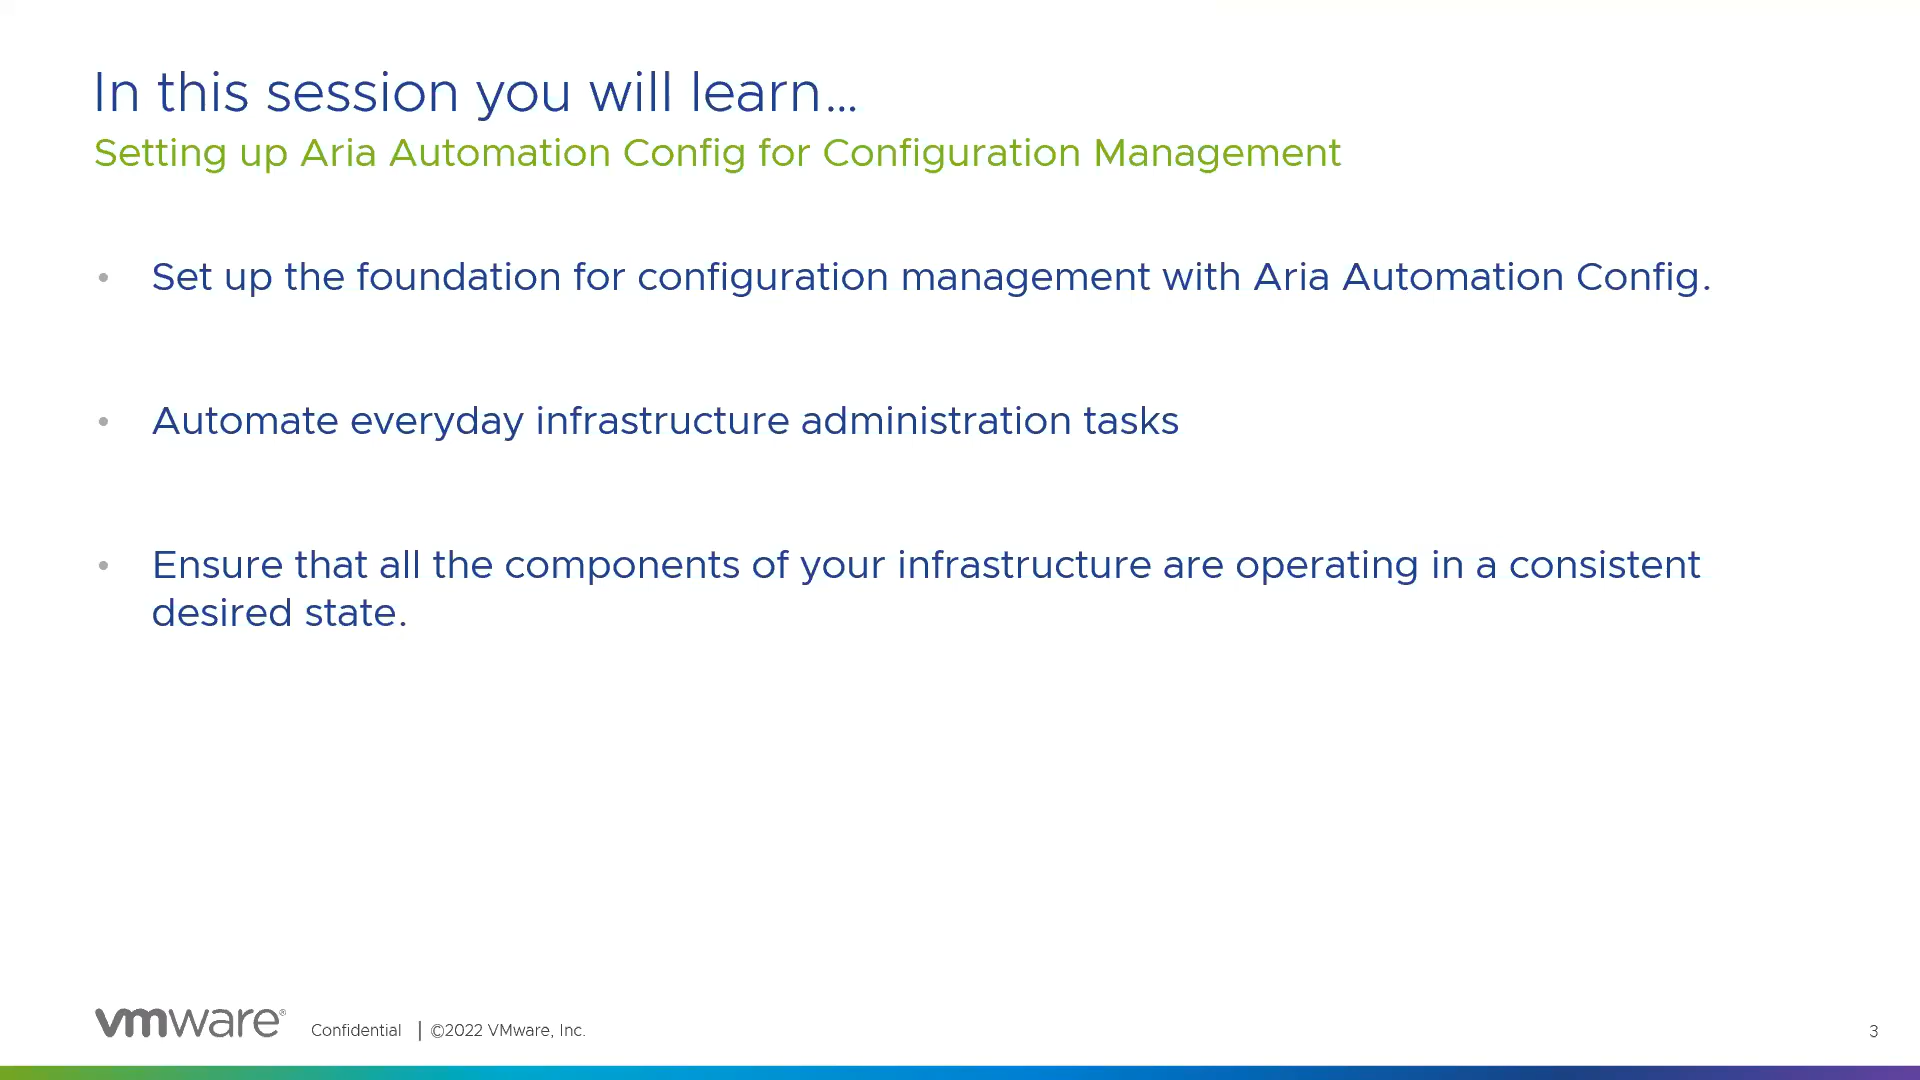 In this session you will learn…
Setting up Aria Automation Config for Configuration Management
• Set up the foundation for configuration management with Aria Automation Config.
• Automate everyday infrastructure administration tasks
• Ensure that all the components of your infrastructure are operating in a consistent
desired state.
vmware® Confidential | ©2022 VMware, Inc. 3